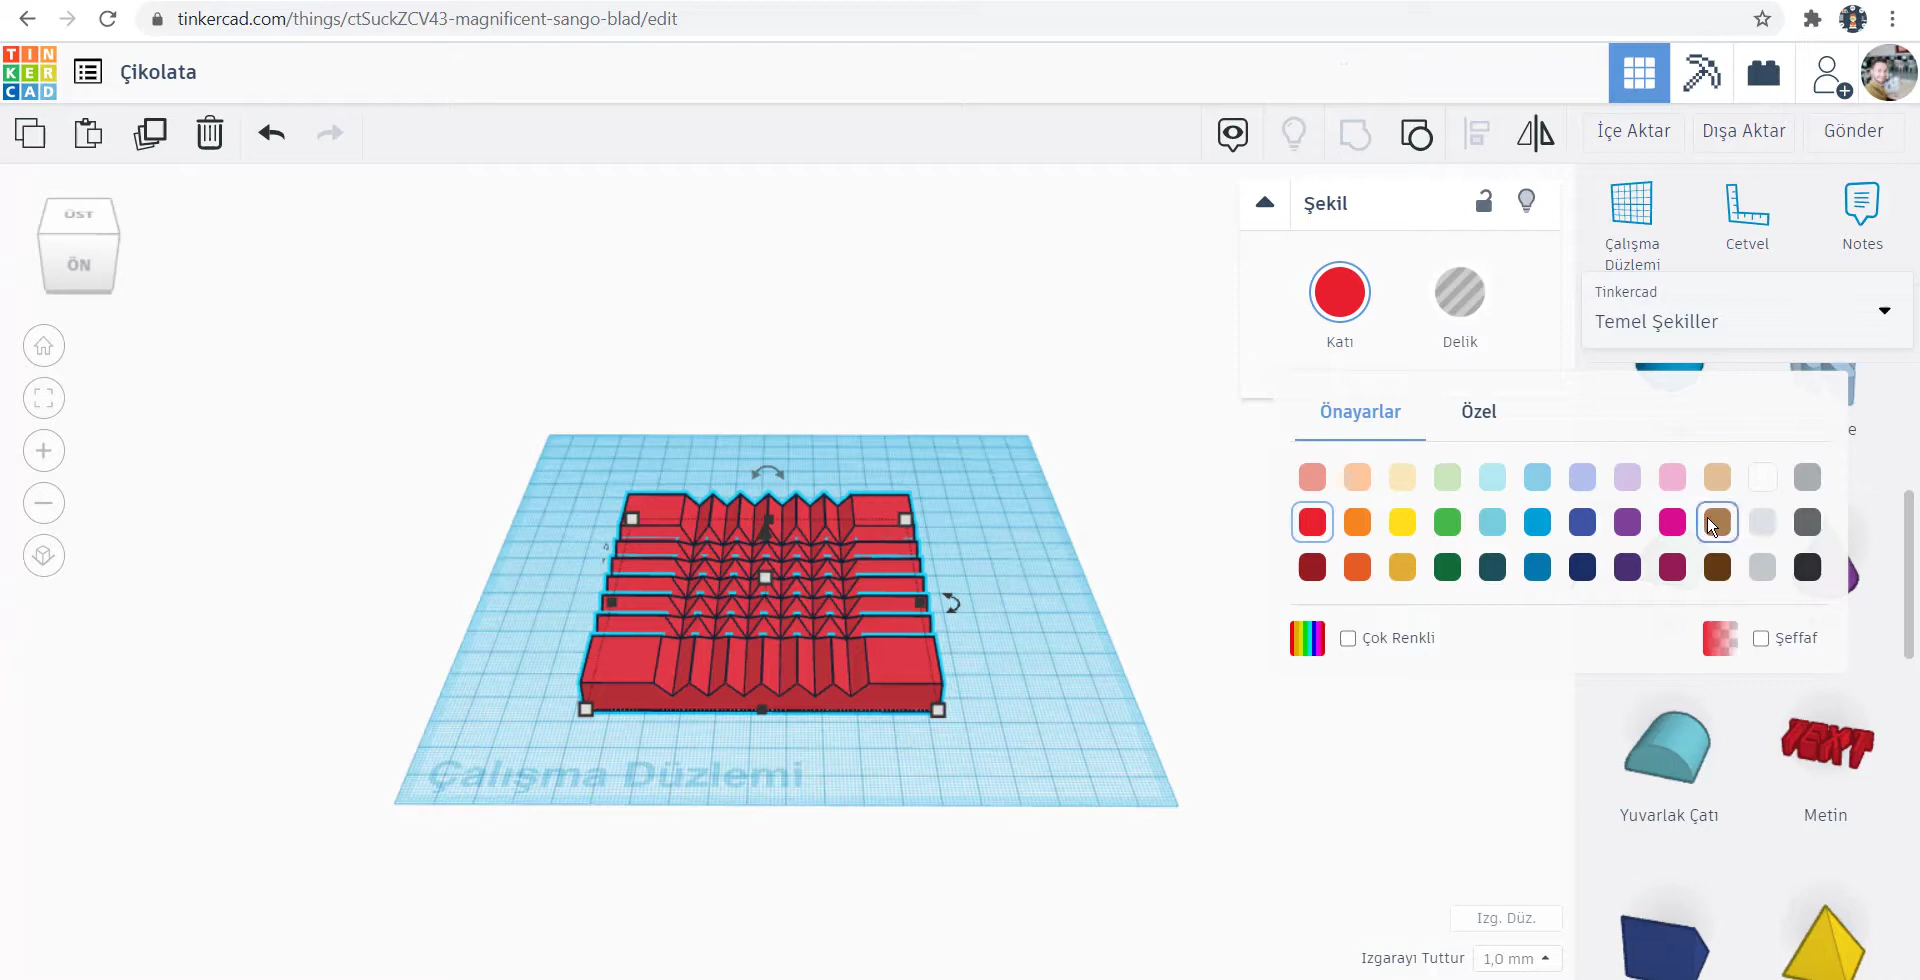 tinkercad.com/things/ctSuckZCV43-magnificent-sango-blad/edit
TIN
KER
CAD
Çikolata
İçe Aktar
Dışa Aktar
Gönder
ÜST
ÖN
Şekil
Katı
Delik
Çalışma
Düzlemi
Cetvel
Notes
Tinkercad
Temel Şekiller
Önayarlar
Özel
e
Çok Renkli
Şeffaf
Çalışma Düzlemi
TEXT
Yuvarlak Çatı
Metin
Izg. Düz.
Izgarayı Tuttur
1,0 mm